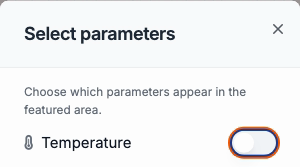 Select parameters
Choose which parameters appear in the
featured area.
Temperature